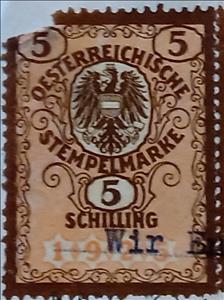 5 5
OESTERREICHISCHE
STEMPELMARKE
5
SCHILLING
Wir